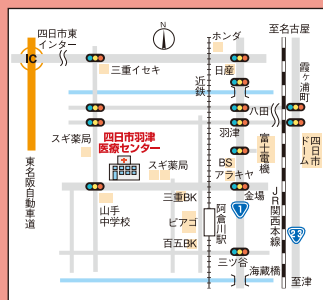 N
至名古屋
四日市東
インター
IC
ホンダ
三重イセキ
日産
近鉄
霞ヶ浦町
八田
羽津
スギ薬局
四日市羽津
医療センター
スギ薬局
BS
アラキヤ
富士電機
四日市
ドーム
東名阪自動車道
山手
中学校
三重BK
金場
1
ピアゴ
阿倉川駅
JR関西本線
23
百五BK
三ツ谷
海蔵橋
至津